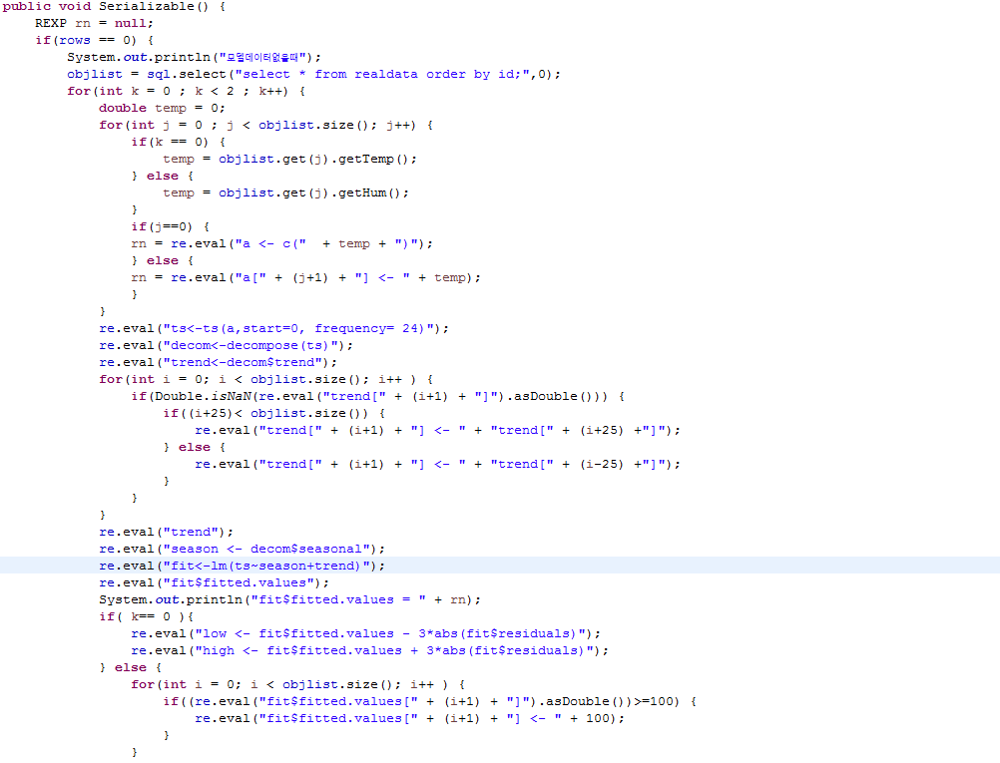 public void Serializable() {
REXP rn = null;
if(rows == 0) {
System.out.println("모델데이터없을때");
objlist = sql.select("select * from realdata order by id;",0);
for(int k = 0 ; k < 2 ; k++) {
double temp = 0;
for(int j = 0 ; j < objlist.size(); j++) {
if(k == 0) {
temp = objlist.get(j).getTemp();
} else {
temp = objlist.get(j).getHum();
}
if(j==0) {
rn = re.eval("a <- c("  + temp + ")");
} else {
rn = re.eval("a[" + (j+1) + "] <- " + temp);
}
}
re.eval("ts<-ts(a,start=0, frequency= 24)");
re.eval("decom<-decompose(ts)");
re.eval("trend<-decom$trend");
for(int i = 0; i < objlist.size(); i++ ) {
if(Double.isNaN(re.eval("trend[" + (i+1) + "]").asDouble())) {
if((i+25)< objlist.size()) {
re.eval("trend[" + (i+1) + "] <- " + "trend[" + (i+25) +"]");
} else {
re.eval("trend[" + (i+1) + "] <- " + "trend[" + (i-25) +"]");
}
}
}
re.eval("trend");
re.eval("season <- decom$seasonal");
re.eval("fit<-lm(ts~season+trend)");
re.eval("fit$fitted.values");
System.out.println("fit$fitted.values = " + rn);
if( k== 0 ){
re.eval("low <- fit$fitted.values - 3*abs(fit$residuals)");
re.eval("high <- fit$fitted.values + 3*abs(fit$residuals)");
} else {
for(int i = 0; i < objlist.size(); i++ ) {
if((re.eval("fit$fitted.values[" + (i+1) + "]").asDouble())>=100) {
re.eval("fit$fitted.values[" + (i+1) + "] <- " + 100);
}
}